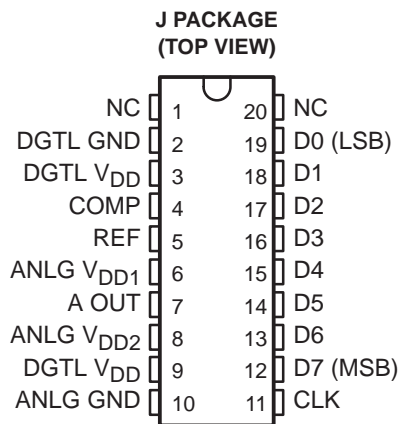 J PACKAGE
(TOP VIEW)
NC 1 20 NC
DGTL GND 2 19 D0 (LSB)
DGTL VDD 3 18 D1
COMP 4 17 D2
REF 5 16 D3
ANLG VDD1 6 15 D4
A OUT 7 14 D5
ANLG VDD2 8 13 D6
DGTL VDD 9 12 D7 (MSB)
ANLG GND 10 11 CLK